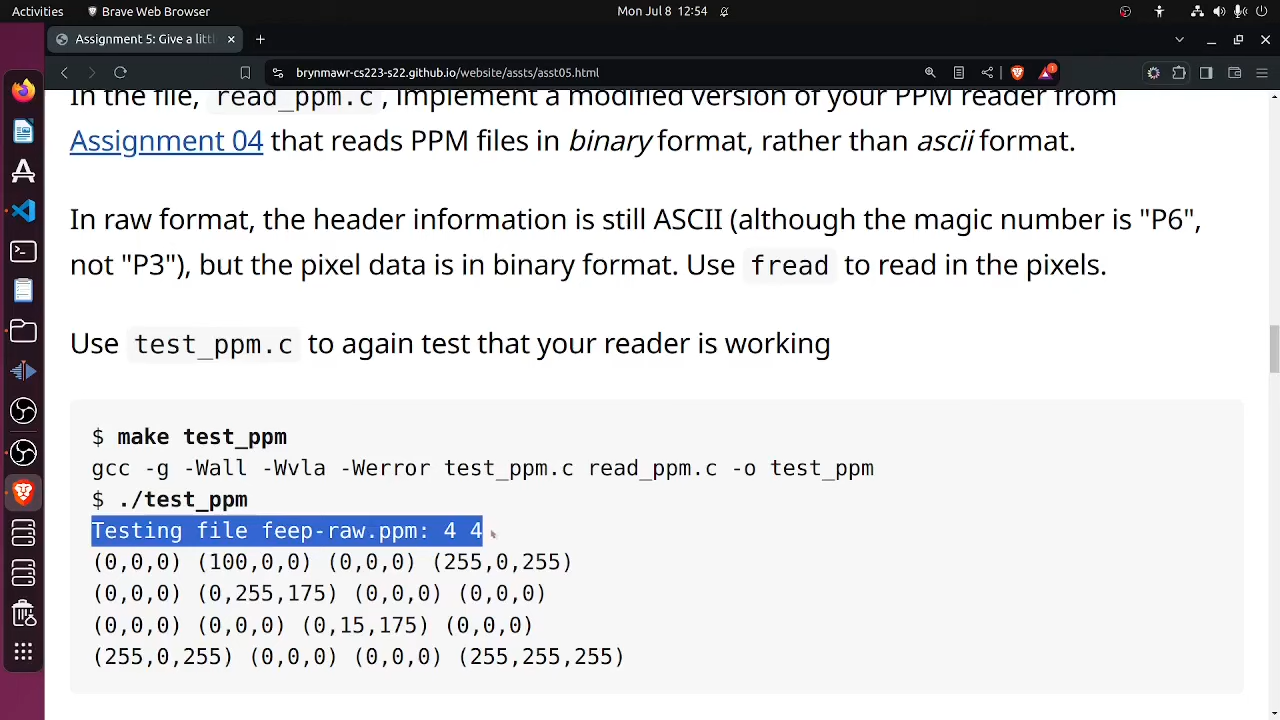 Activities
Brave Web Browser
Mon Jul 8 12:54
Assignment 5: Give a littl
brynmawr-cs223-s22.github.io/website/assts/asst05.html
1
In the file, read_ppm.c, implement a modified version of your PPM reader from
Assignment 04 that reads PPM files in binary format, rather than ascii format.
In raw format, the header information is still ASCII (although the magic number is "P6",
not "P3"), but the pixel data is in binary format. Use fread to read in the pixels.
Use test_ppm.c to again test that your reader is working
$ make test_ppm
gcc -g -Wall -Wvla -Werror test_ppm.c read_ppm.c -o test_ppm
$ ./test_ppm
Testing file feep-raw.ppm: 4 4
(0,0,0) (100,0,0) (0,0,0) (255,0,255)
(0,0,0) (0,255,175) (0,0,0) (0,0,0)
(0,0,0) (0,0,0) (0,15,175) (0,0,0)
(255,0,255) (0,0,0) (0,0,0) (255,255,255)